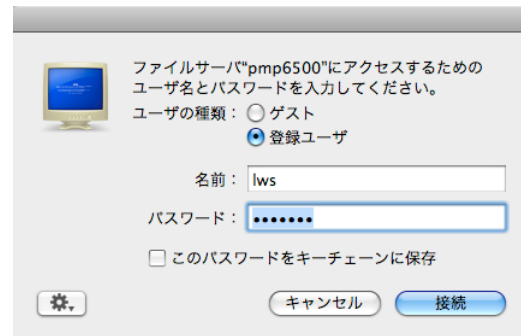 ファイルサーバ“pmp6500”にアクセスするための
ユーザ名とパスワードを入力してください。
ユーザの種類： ゲスト
登録ユーザ
名前： lws
パスワード： •••••••
このパスワードをキーチェーンに保存
キャンセル 接続